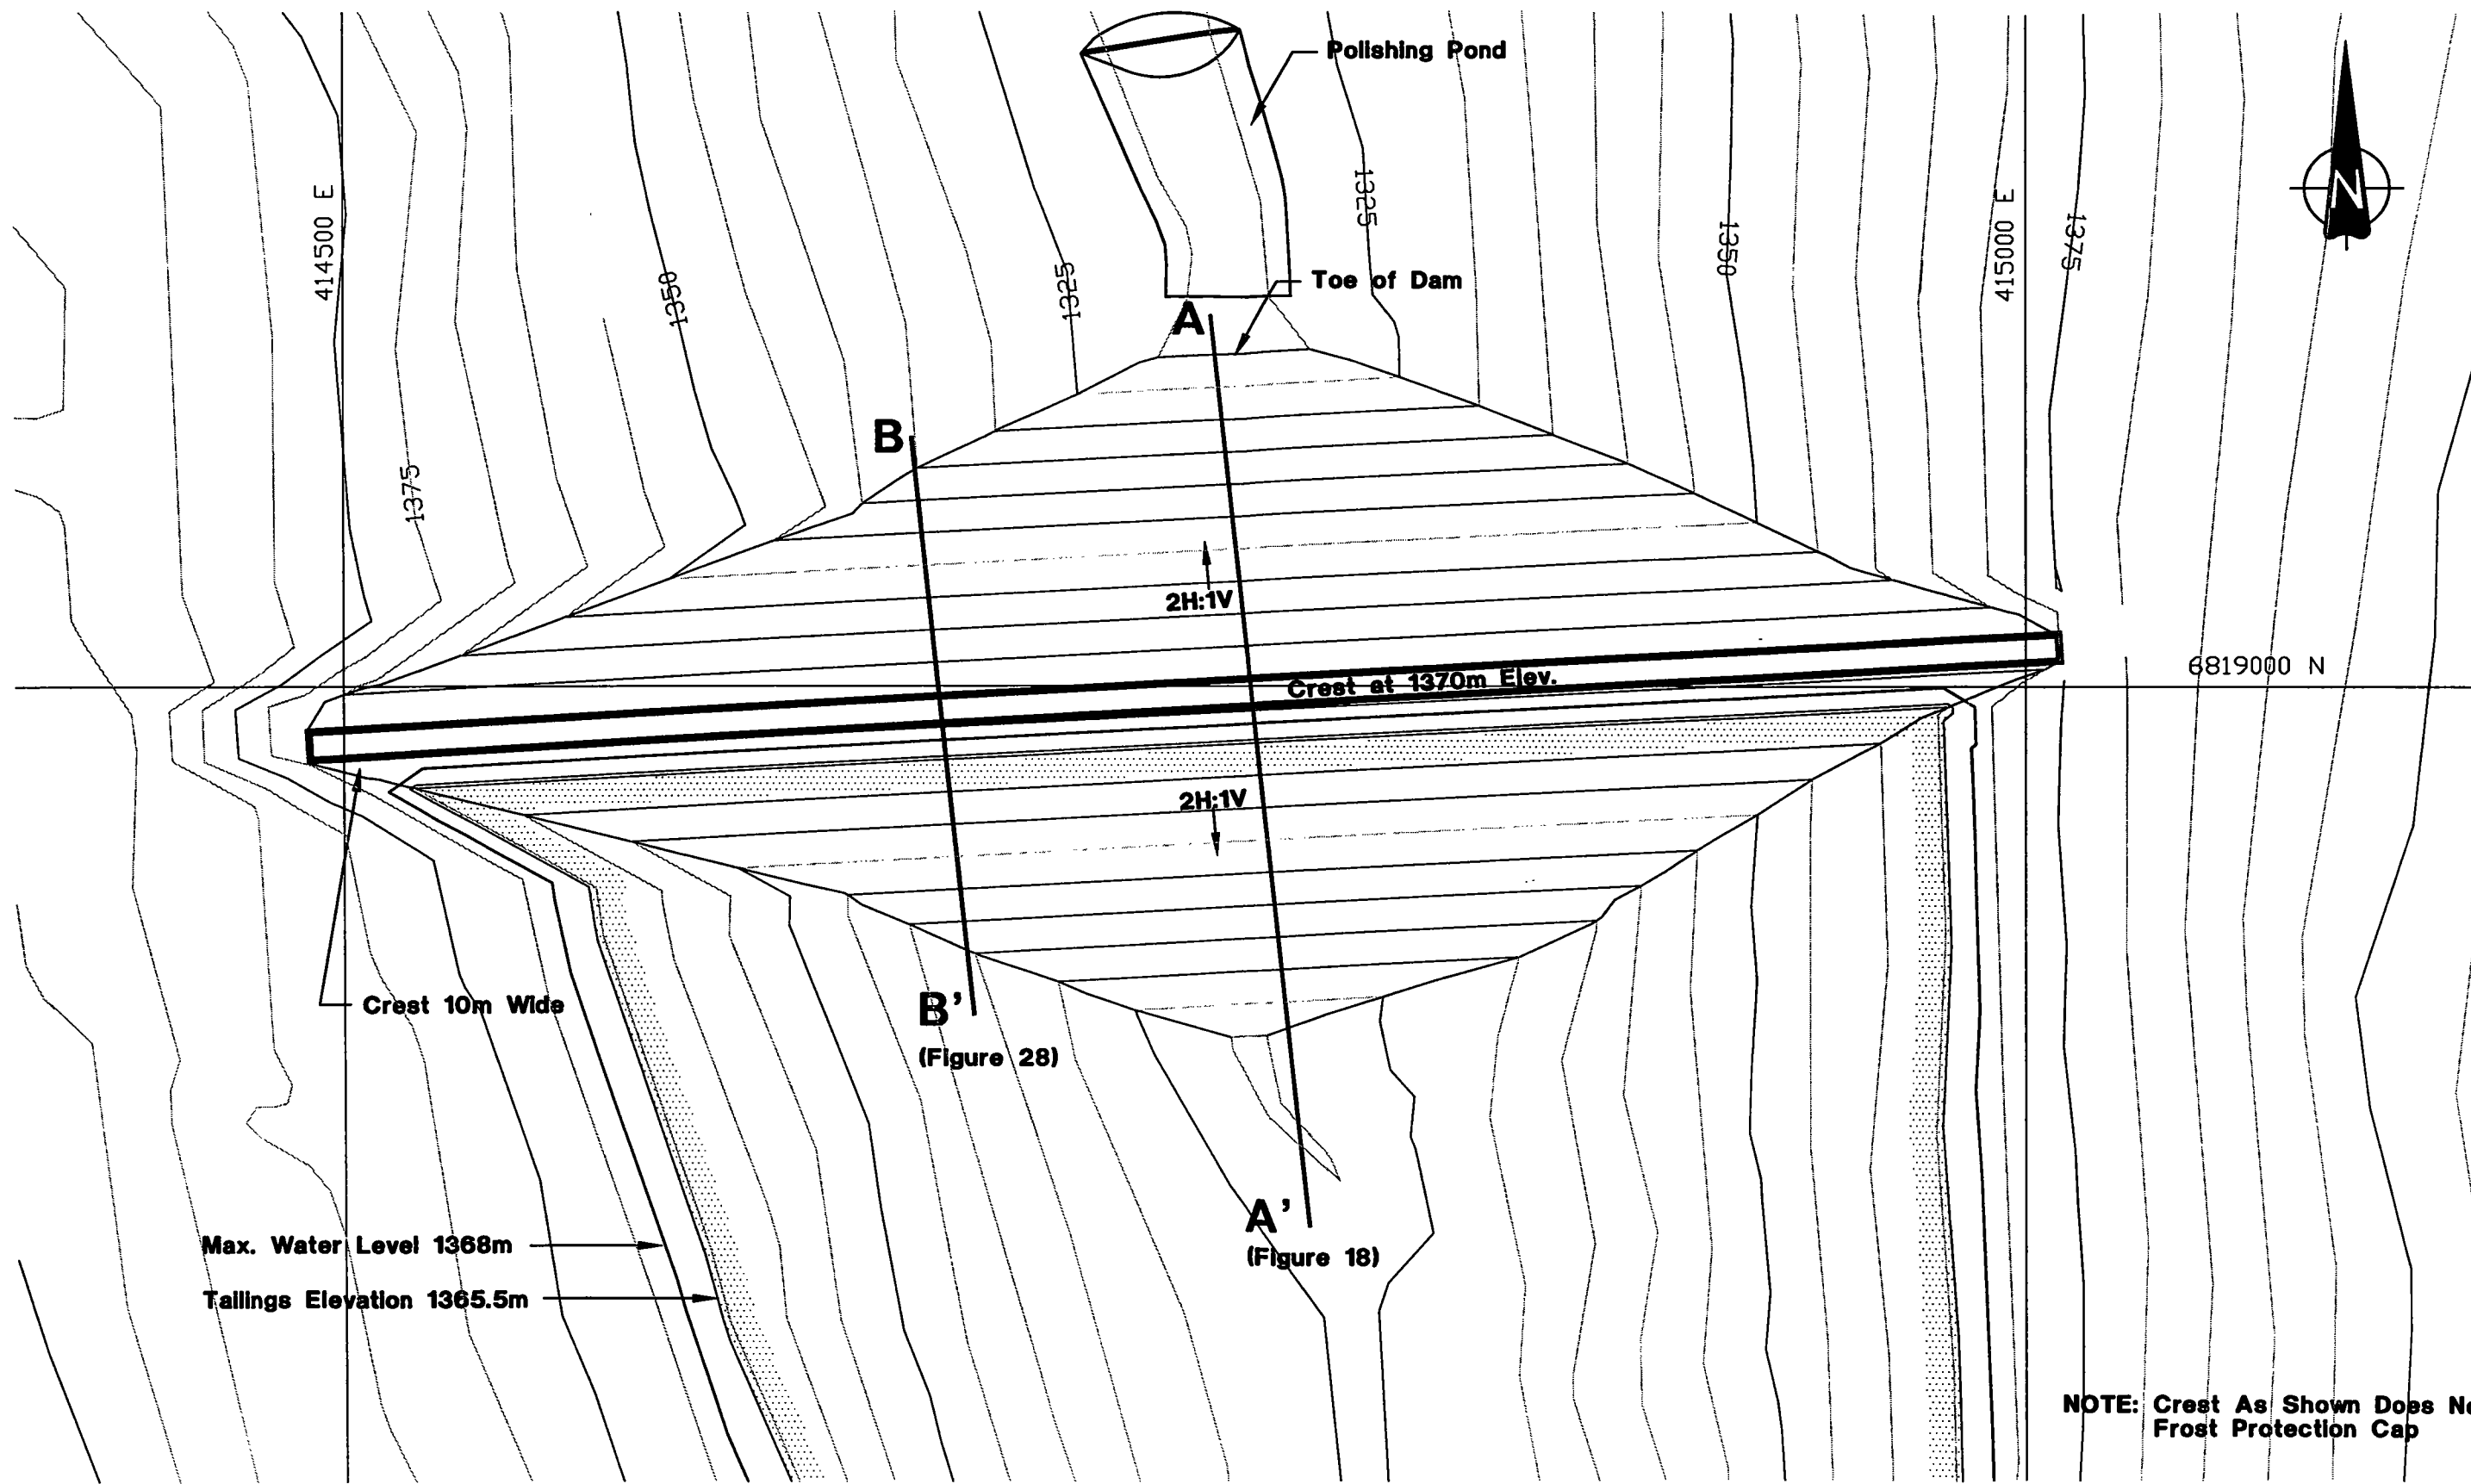 Polishing Pond
N
414500 E
1325
415000 E
1350
1375
1350
1325
Toe of Dam
A
B
1375
2H:1V
6819000 N
Crest at 1370m Elev.
2H:1V
Crest 10m Wide
B'
(Figure 28)
A'
(Figure 18)
Max. Water Level 1368m
Tailings Elevation 1365.5m
NOTE: Crest As Shown Does
Frost Protection Cap